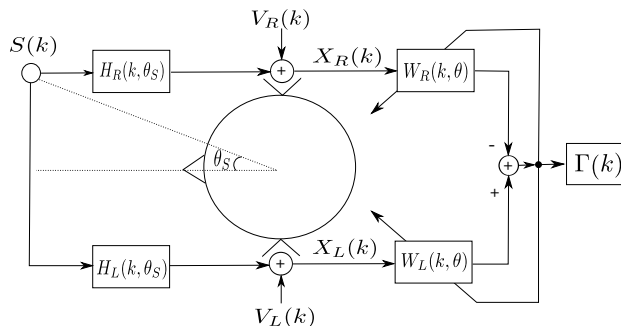 V_R(k)
S(k)
H_R(k, θ_S)
+
X_R(k)
W_R(k, θ)
-
θ_S
+
Γ(k)
+
H_L(k, θ_S)
+
X_L(k)
W_L(k, θ)
V_L(k)